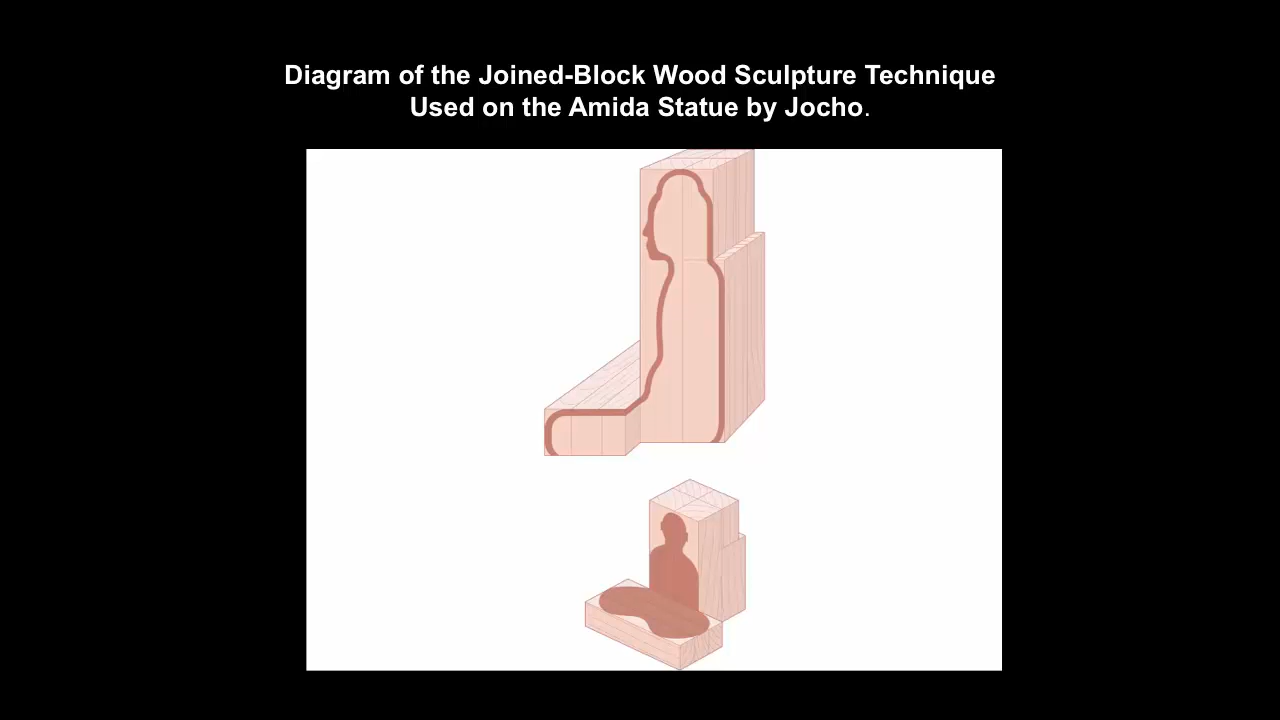 Diagram of the Joined-Block Wood Sculpture Technique
Used on the Amida Statue by Jocho.